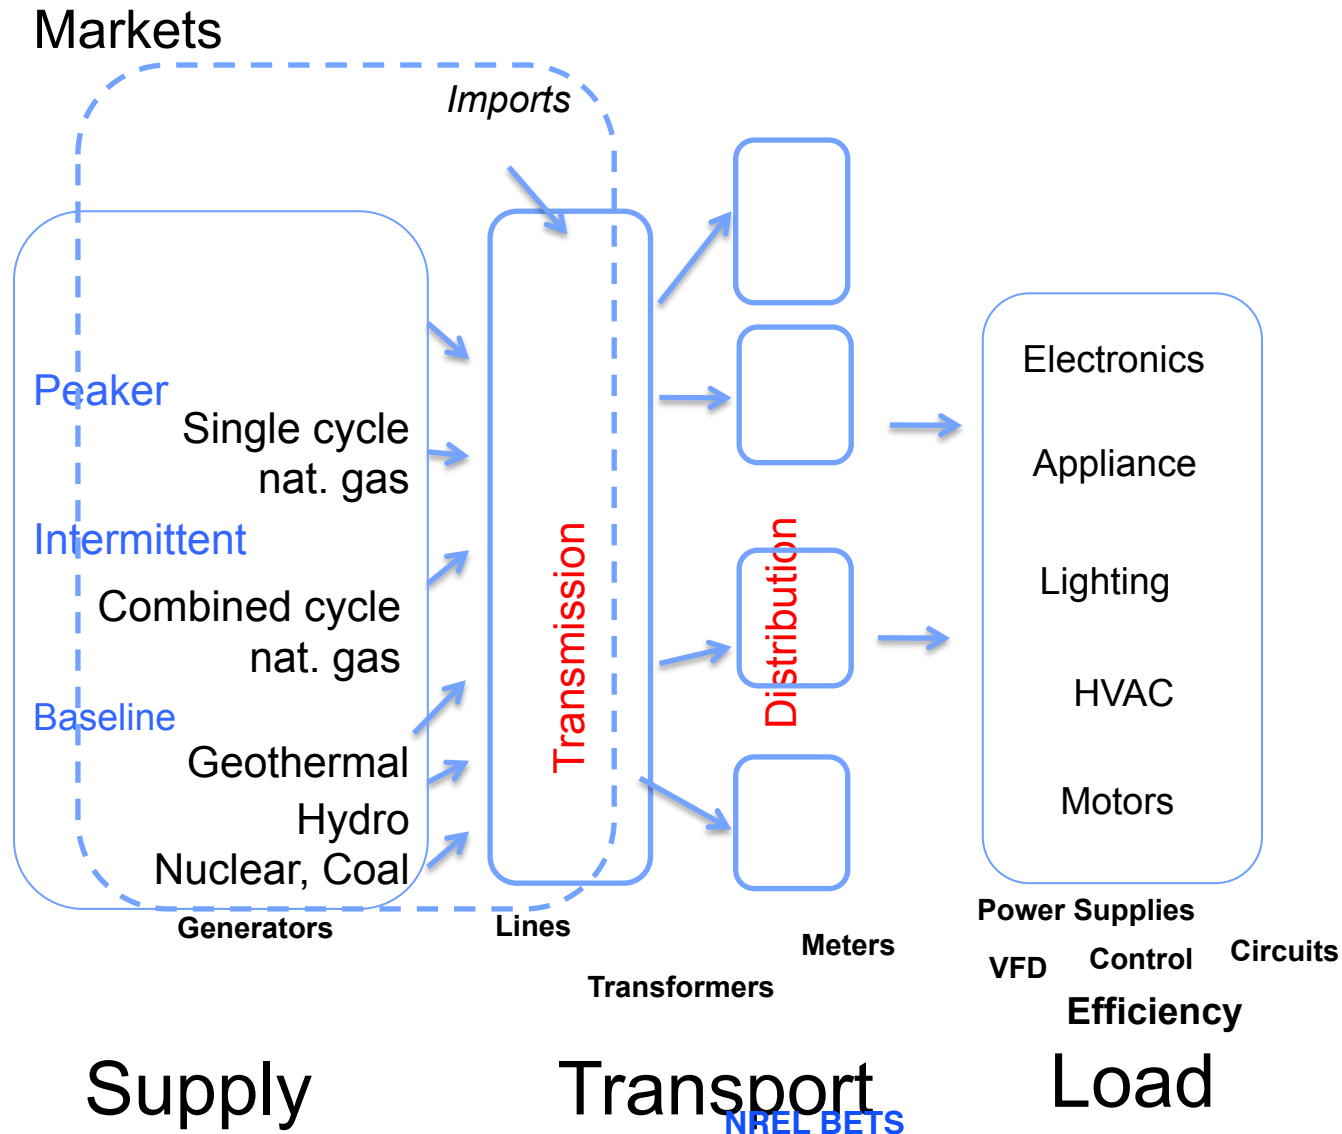 Markets
Imports
Peaker
Single cycle
nat. gas
Intermittent
Combined cycle
nat. gas
Baseline
Geothermal
Hydro
Nuclear, Coal
Generators
Transmission
Lines
Transformers
Distribution
Meters
Electronics
Appliance
Lighting
HVAC
Motors
Power Supplies
VFD Control Circuits
Efficiency
Supply Transport Load
NREL BETS